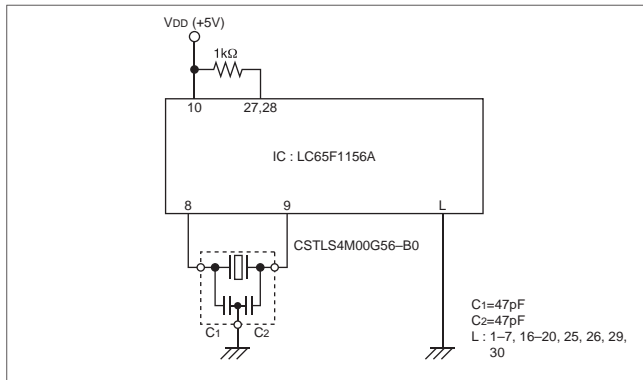 VDD (+5V)
1kΩ
10
27,28
IC : LC65F1156A
8
9
L
CSTLS4M00G56–B0
C1
C2
C1=47pF
C2=47pF
L : 1–7, 16–20, 25, 26, 29,
30